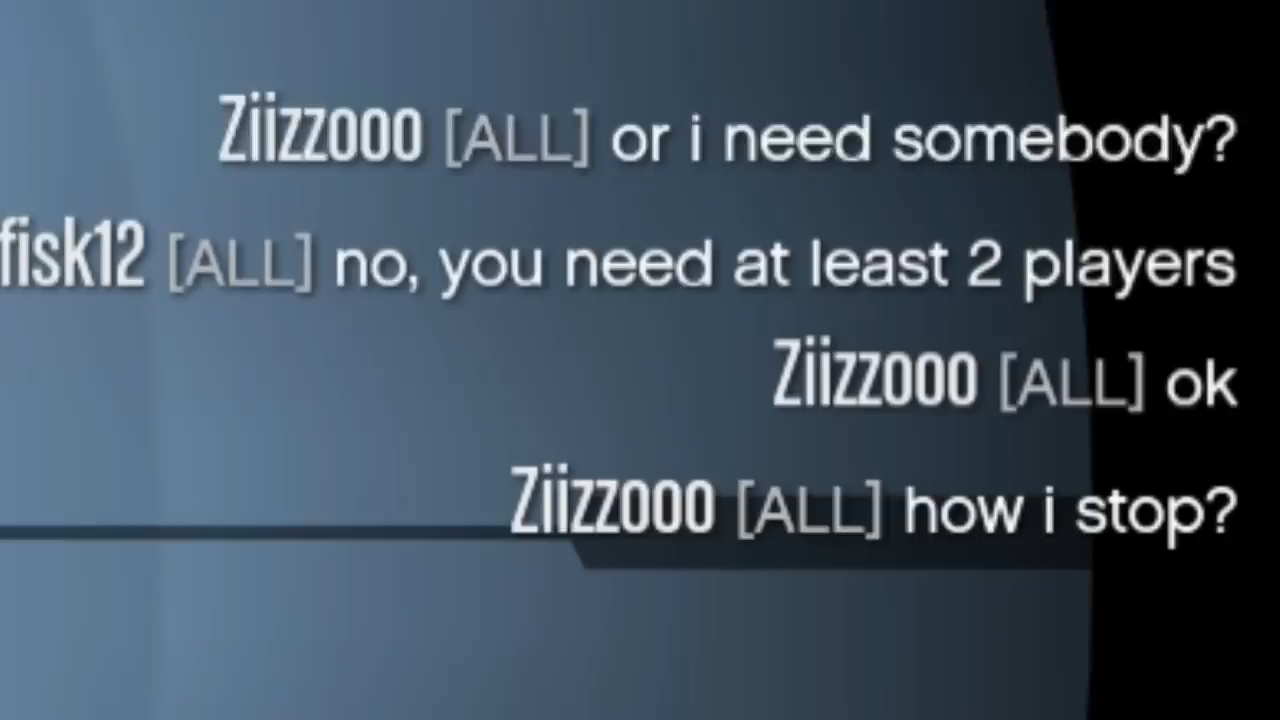 Ziizzooo [ALL] or i need somebody?
fisk12 [ALL] no, you need at least 2 players
Ziizzooo [ALL] ok
Ziizzooo [ALL] how i stop?